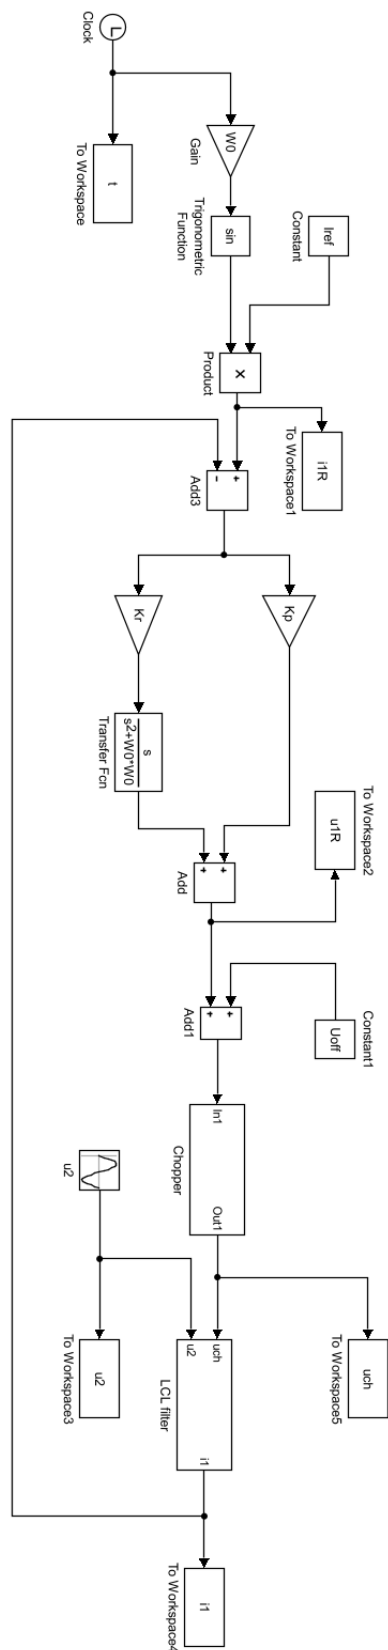 L
Clock
t
To Workspace
W0
Gain
sin
Trigonometric
Function
Iref
Constant
×
Product
i1R
To Workspace1
+
−
Add3
Kp
Kr
s
s2+W0*W0
Transfer Fcn
+
+
Add
u1R
To Workspace2
Uoff
Constant1
+
+
Add1
In1
Out1
Chopper
u2
uch
To Workspace5
u2
To Workspace3
uch
u2
i1
LCL filter
i1
To Workspace4